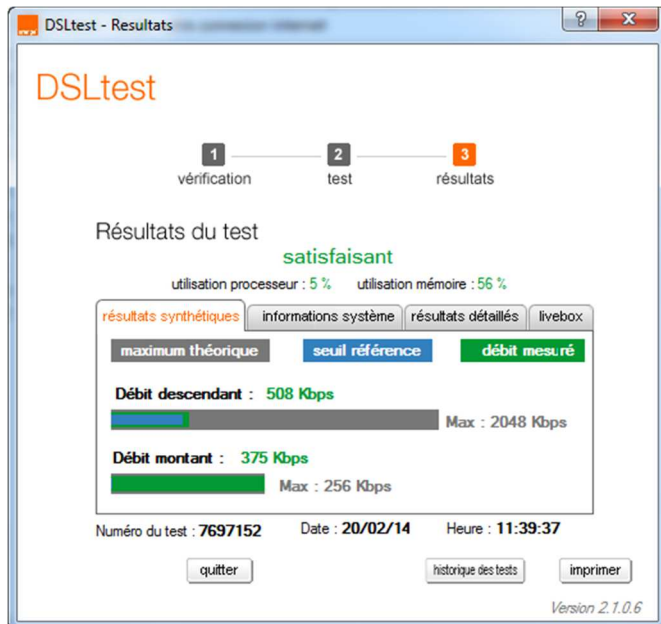 DSLtest - Resultats
?
DSLtest
1
2
3
vérification
test
résultats
Résultats du test
satisfaisant
utilisation processeur : 5 %
utilisation mémoire : 56 %
résultats synthétiques
informations système
résultats détaillés
livebox
maximum théorique
seuil référence
débit mesuré
Débit descendant : 508 Kbps
Max : 2048 Kbps
Débit montant : 375 Kbps
Max : 256 Kbps
Numéro du test : 7697152
Date : 20/02/14
Heure : 11:39:37
quitter
historique des tests
imprimer
Version 2.1.0.6